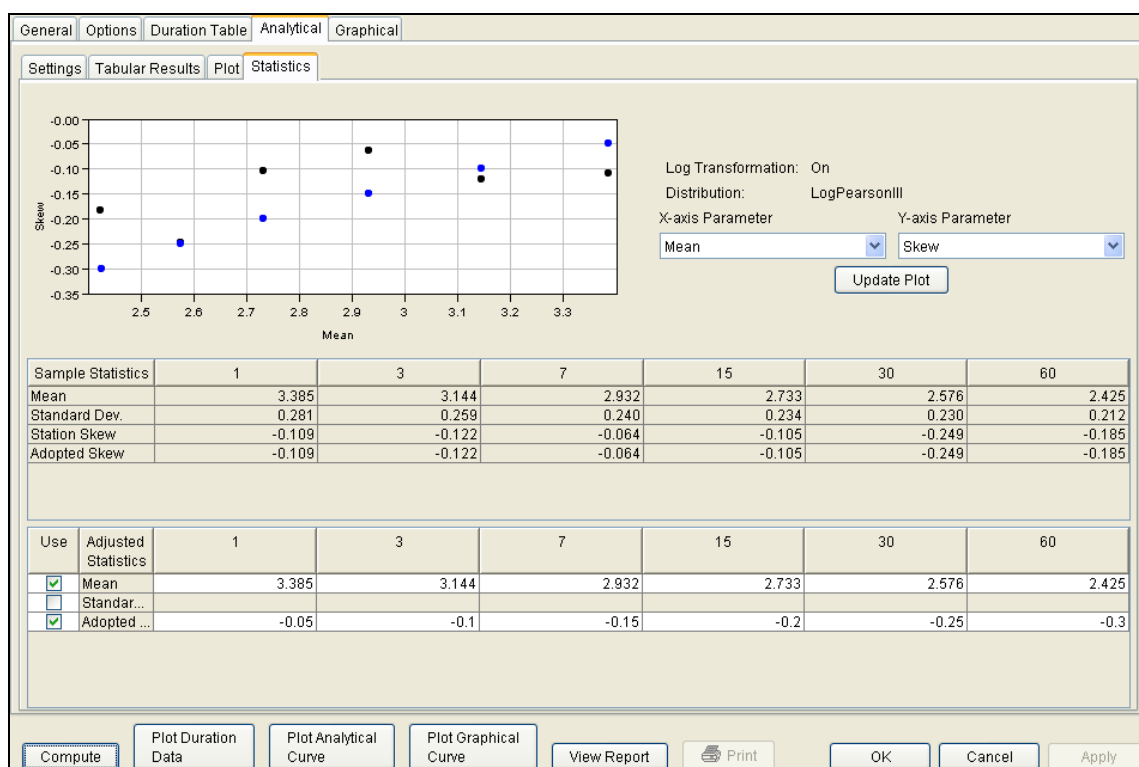 General Options Duration Table Analytical Graphical
Settings Tabular Results Plot Statistics
-0.00
-0.05
-0.10
-0.15
-0.20
-0.25
-0.30
-0.35
Skew
2.5 2.6 2.7 2.8 2.9 3 3.1 3.2 3.3
Mean
Log Transformation: On
Distribution: LogPearsonIII
X-axis Parameter Y-axis Parameter
Mean Skew
Update Plot
Sample Statistics 1 3 7 15 30 60
Mean 3.385 3.144 2.932 2.733 2.576 2.425
Standard Dev. 0.281 0.259 0.240 0.234 0.230 0.212
Station Skew -0.109 -0.122 -0.064 -0.105 -0.249 -0.185
Adopted Skew -0.109 -0.122 -0.064 -0.105 -0.249 -0.185
Use Adjusted 1 3 7 15 30 60
Statistics
Mean 3.385 3.144 2.932 2.733 2.576 2.425
Standar...
Adopted ... -0.05 -0.1 -0.15 -0.2 -0.25 -0.3
Compute
Plot Duration
Data
Plot Analytical
Curve
Plot Graphical
Curve
View Report Print OK Cancel Apply